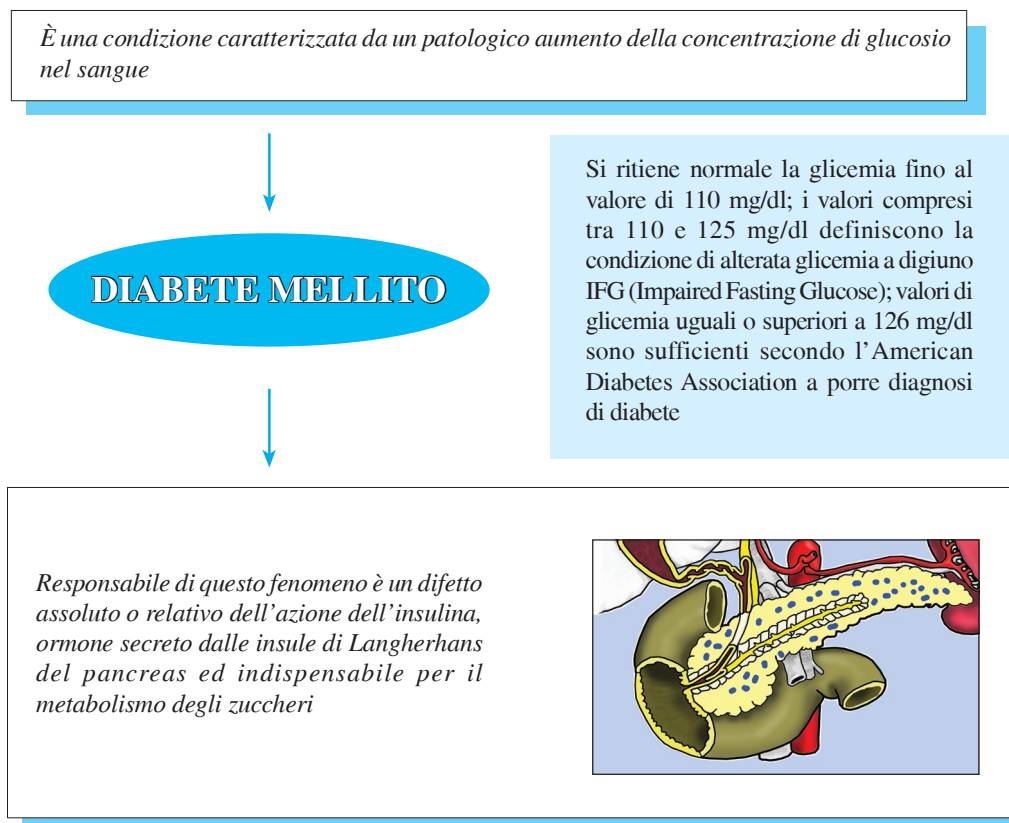 È una condizione caratterizzata da un patologico aumento della concentrazione di glucosio
nel sangue
DIABETE MELLITO
Si ritiene normale la glicemia fino al
valore di 110 mg/dl; i valori compresi
tra 110 e 125 mg/dl definiscono la
condizione di alterata glicemia a digiuno
IFG (Impaired Fasting Glucose); valori di
glicemia uguali o superiori a 126 mg/dl
sono sufficienti secondo l’American
Diabetes Association a porre diagnosi
di diabete
Responsabile di questo fenomeno è un difetto
assoluto o relativo dell’azione dell’insulina,
ormone secreto dalle insule di Langherhans
del pancreas ed indispensabile per il
metabolismo degli zuccheri